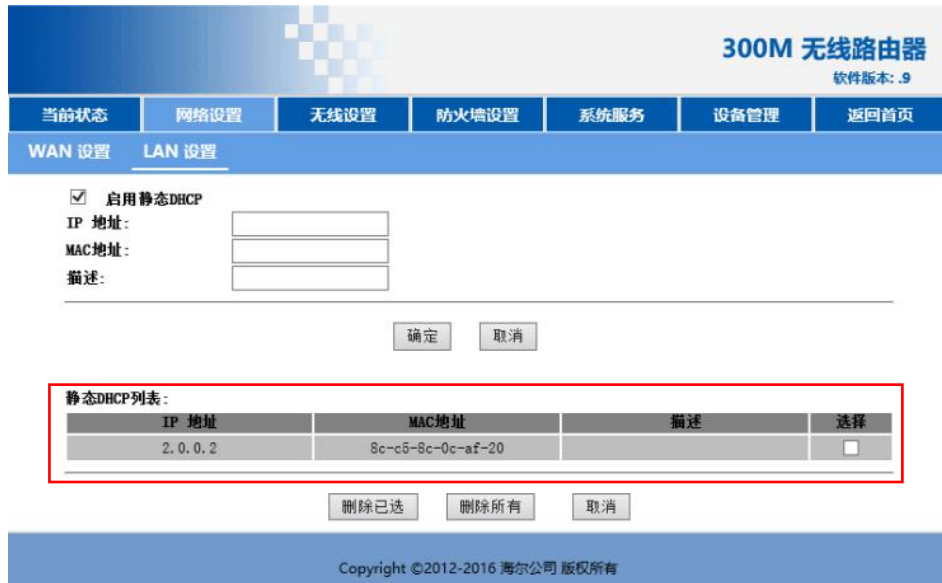 300M 无线路由器
软件版本: .9
当前状态 网络设置 无线设置 防火墙设置 系统服务 设备管理 返回首页
WAN 设置 LAN 设置
启用静态DHCP
IP 地址:
MAC地址:
描述:
确定 取消
静态DHCP列表:
IP 地址 MAC地址 描述 选择
2.0.0.2 8c-c5-8c-0c-af-20
删除已选 删除所有 取消
Copyright ©2012-2016 海尔公司 版权所有